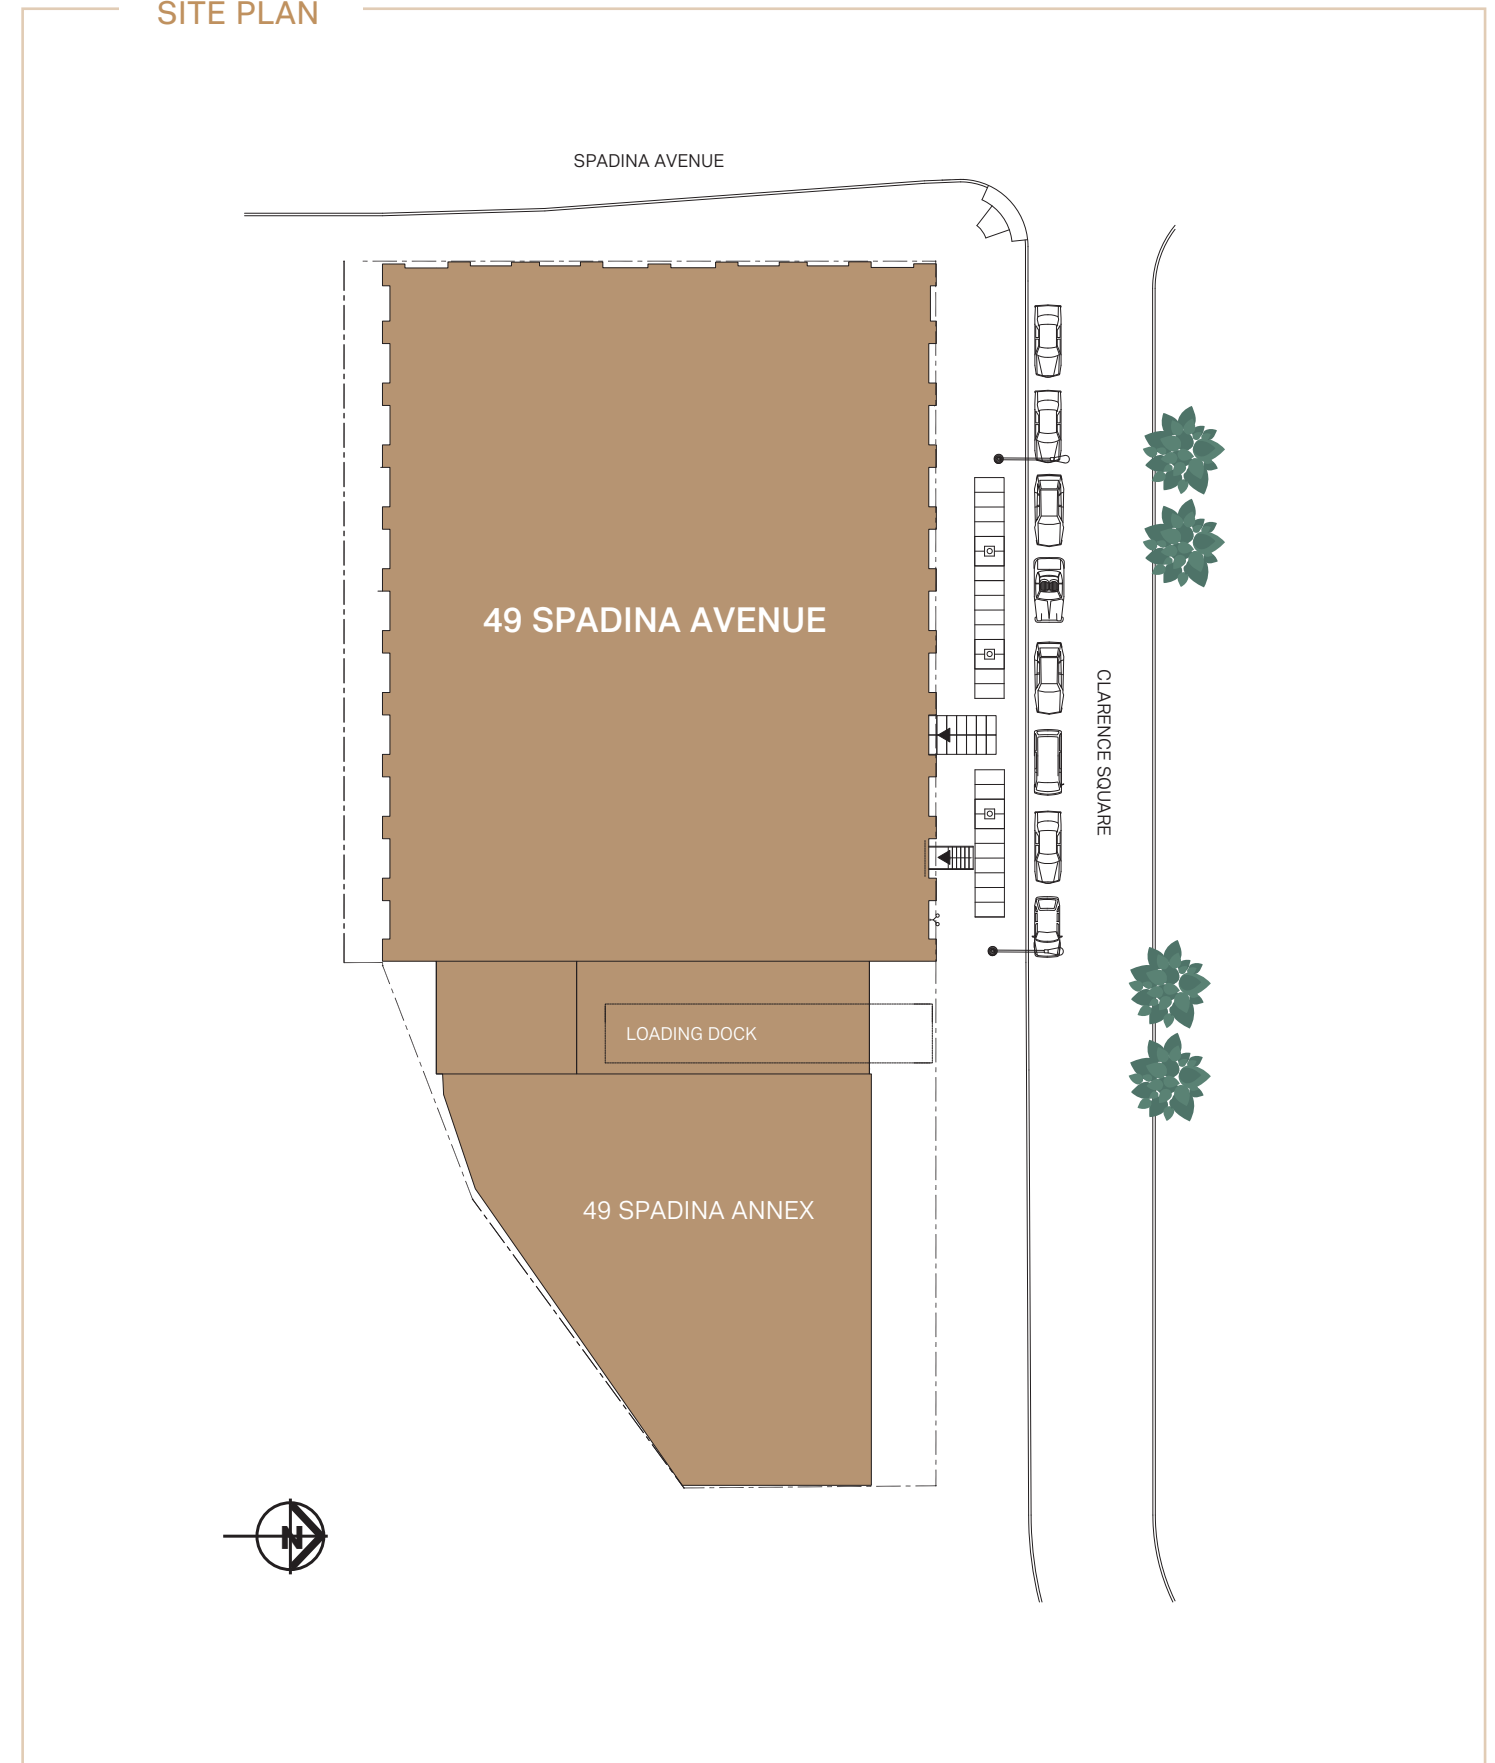 SITE PLAN
SPADINA AVENUE
49 SPADINA AVENUE
CLARENCE SQUARE
LOADING DOCK
49 SPADINA ANNEX
N